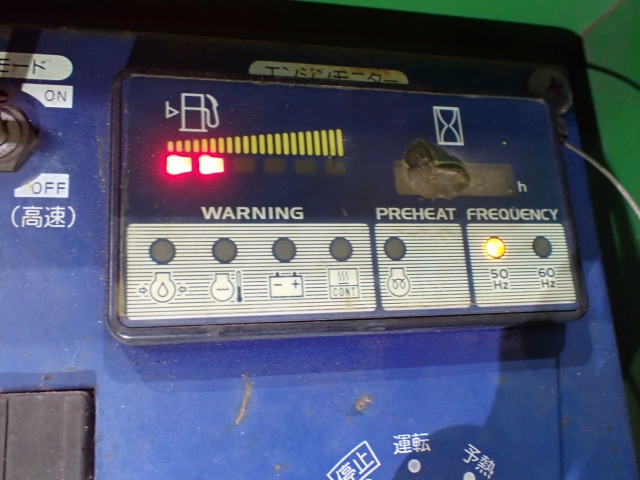 モード
エンジンモニター
ON
OFF
(高速)
h
WARNING
PREHEAT
FREQUENCY
CONT
50
Hz
60
Hz
停止
運転
予熱